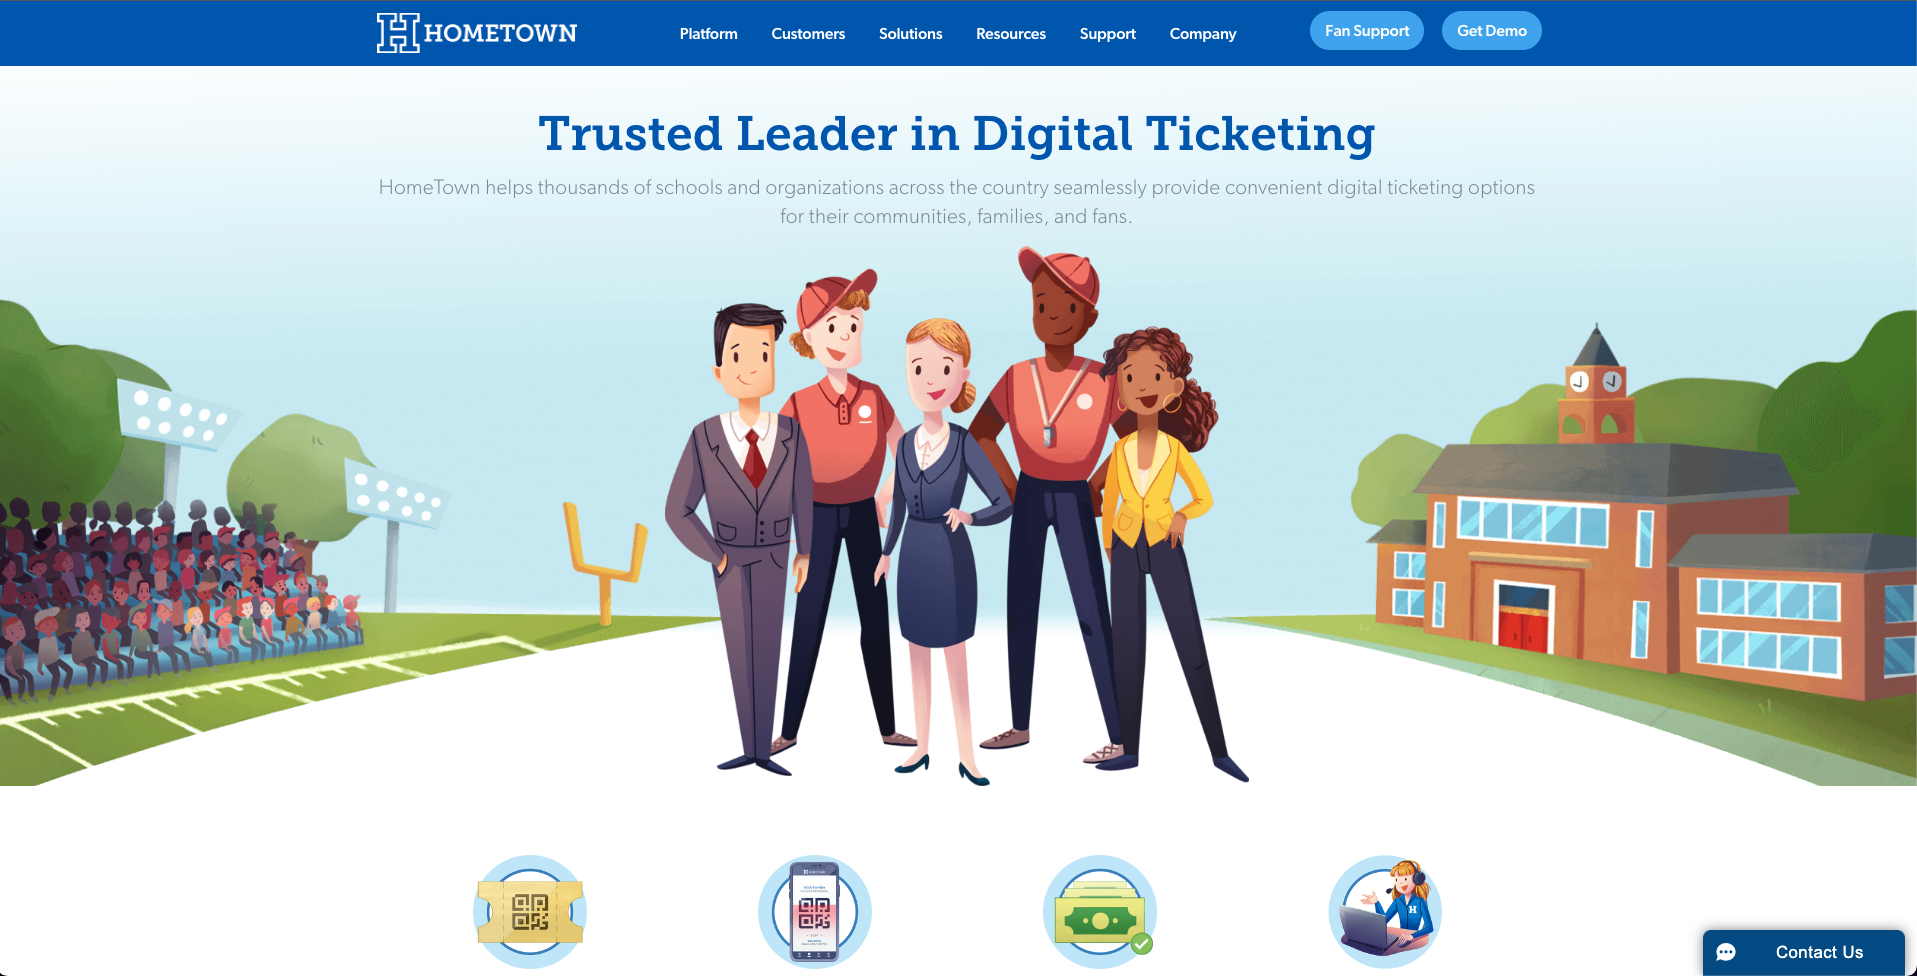 HOMETOWN
Platform
Customers
Solutions
Resources
Support
Company
Fan Support
Get Demo
Trusted Leader in Digital Ticketing
HomeTown helps thousands of schools and organizations across the country seamlessly provide convenient digital ticketing options
for their communities, families, and fans.
Contact Us